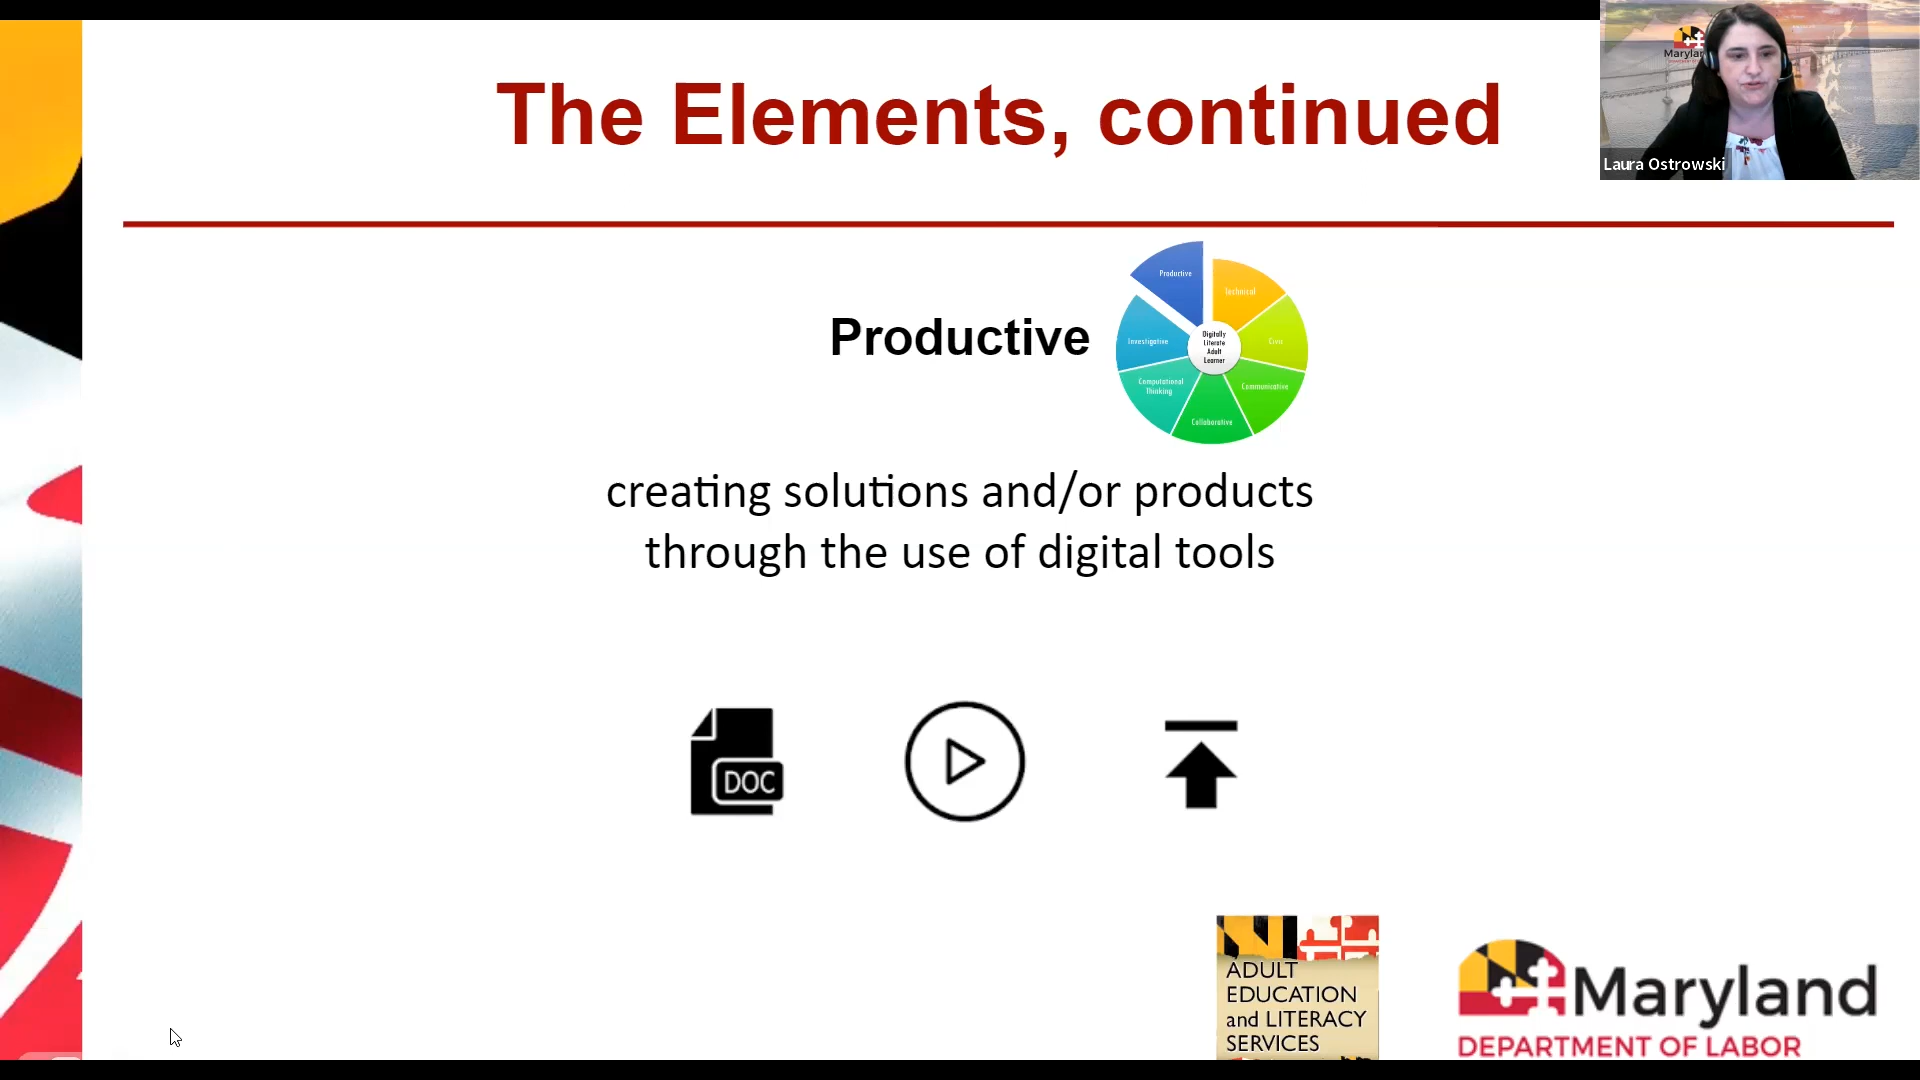 The Elements, continued
Maryland
Laura Ostrowski
Productive
Productive
Technical
Investigative
Digitally
Literate
Adult
Learner
Civic
Computational
Thinking
Communicative
Collaborative
creating solutions and/or products
through the use of digital tools
DOC
ADULT
EDUCATION
and LITERACY
SERVICES
Maryland
DEPARTMENT OF LABOR